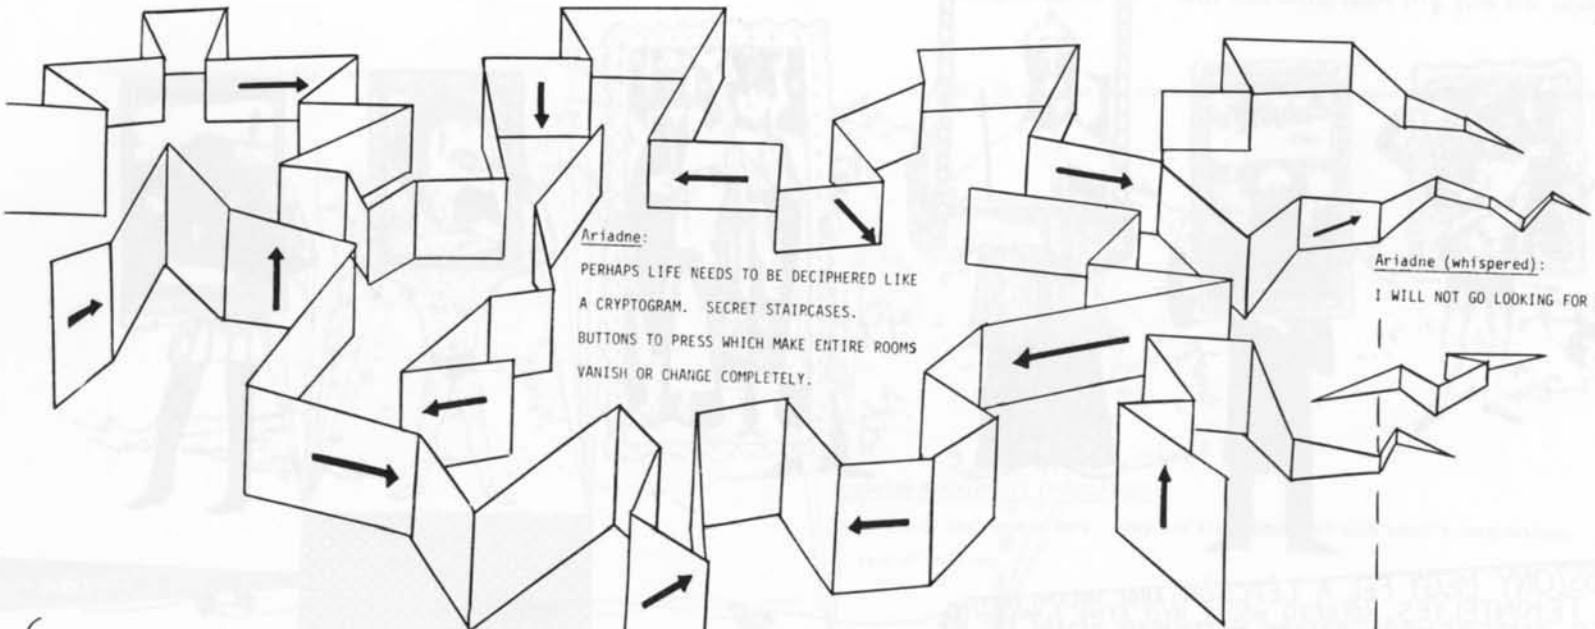 Ariadne:
PERHAPS LIFE NEEDS TO BE DECIPHERED LIKE
A CRYPTOGRAM. SECRET STAIRCASES.
BUTTONS TO PRESS WHICH MAKE ENTIRE ROOMS
VANISH OR CHANGE COMPLETELY.
Ariadne (whispered):
I WILL NOT GO LOOKING FOR